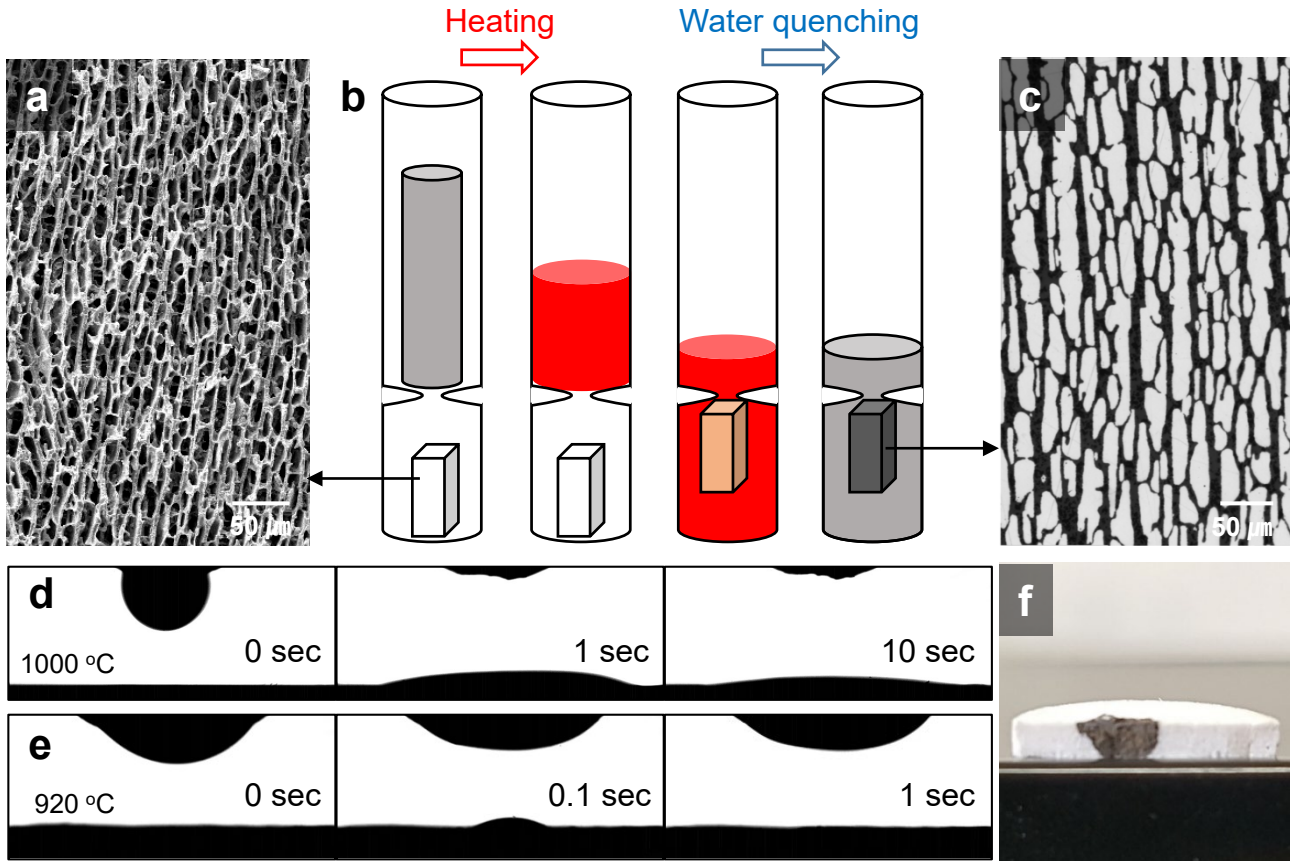 Heating
Water quenching
a
b
c
50 μm
50 μm
d
1000 °C
0 sec
1 sec
10 sec
e
920 °C
0 sec
0.1 sec
1 sec
f